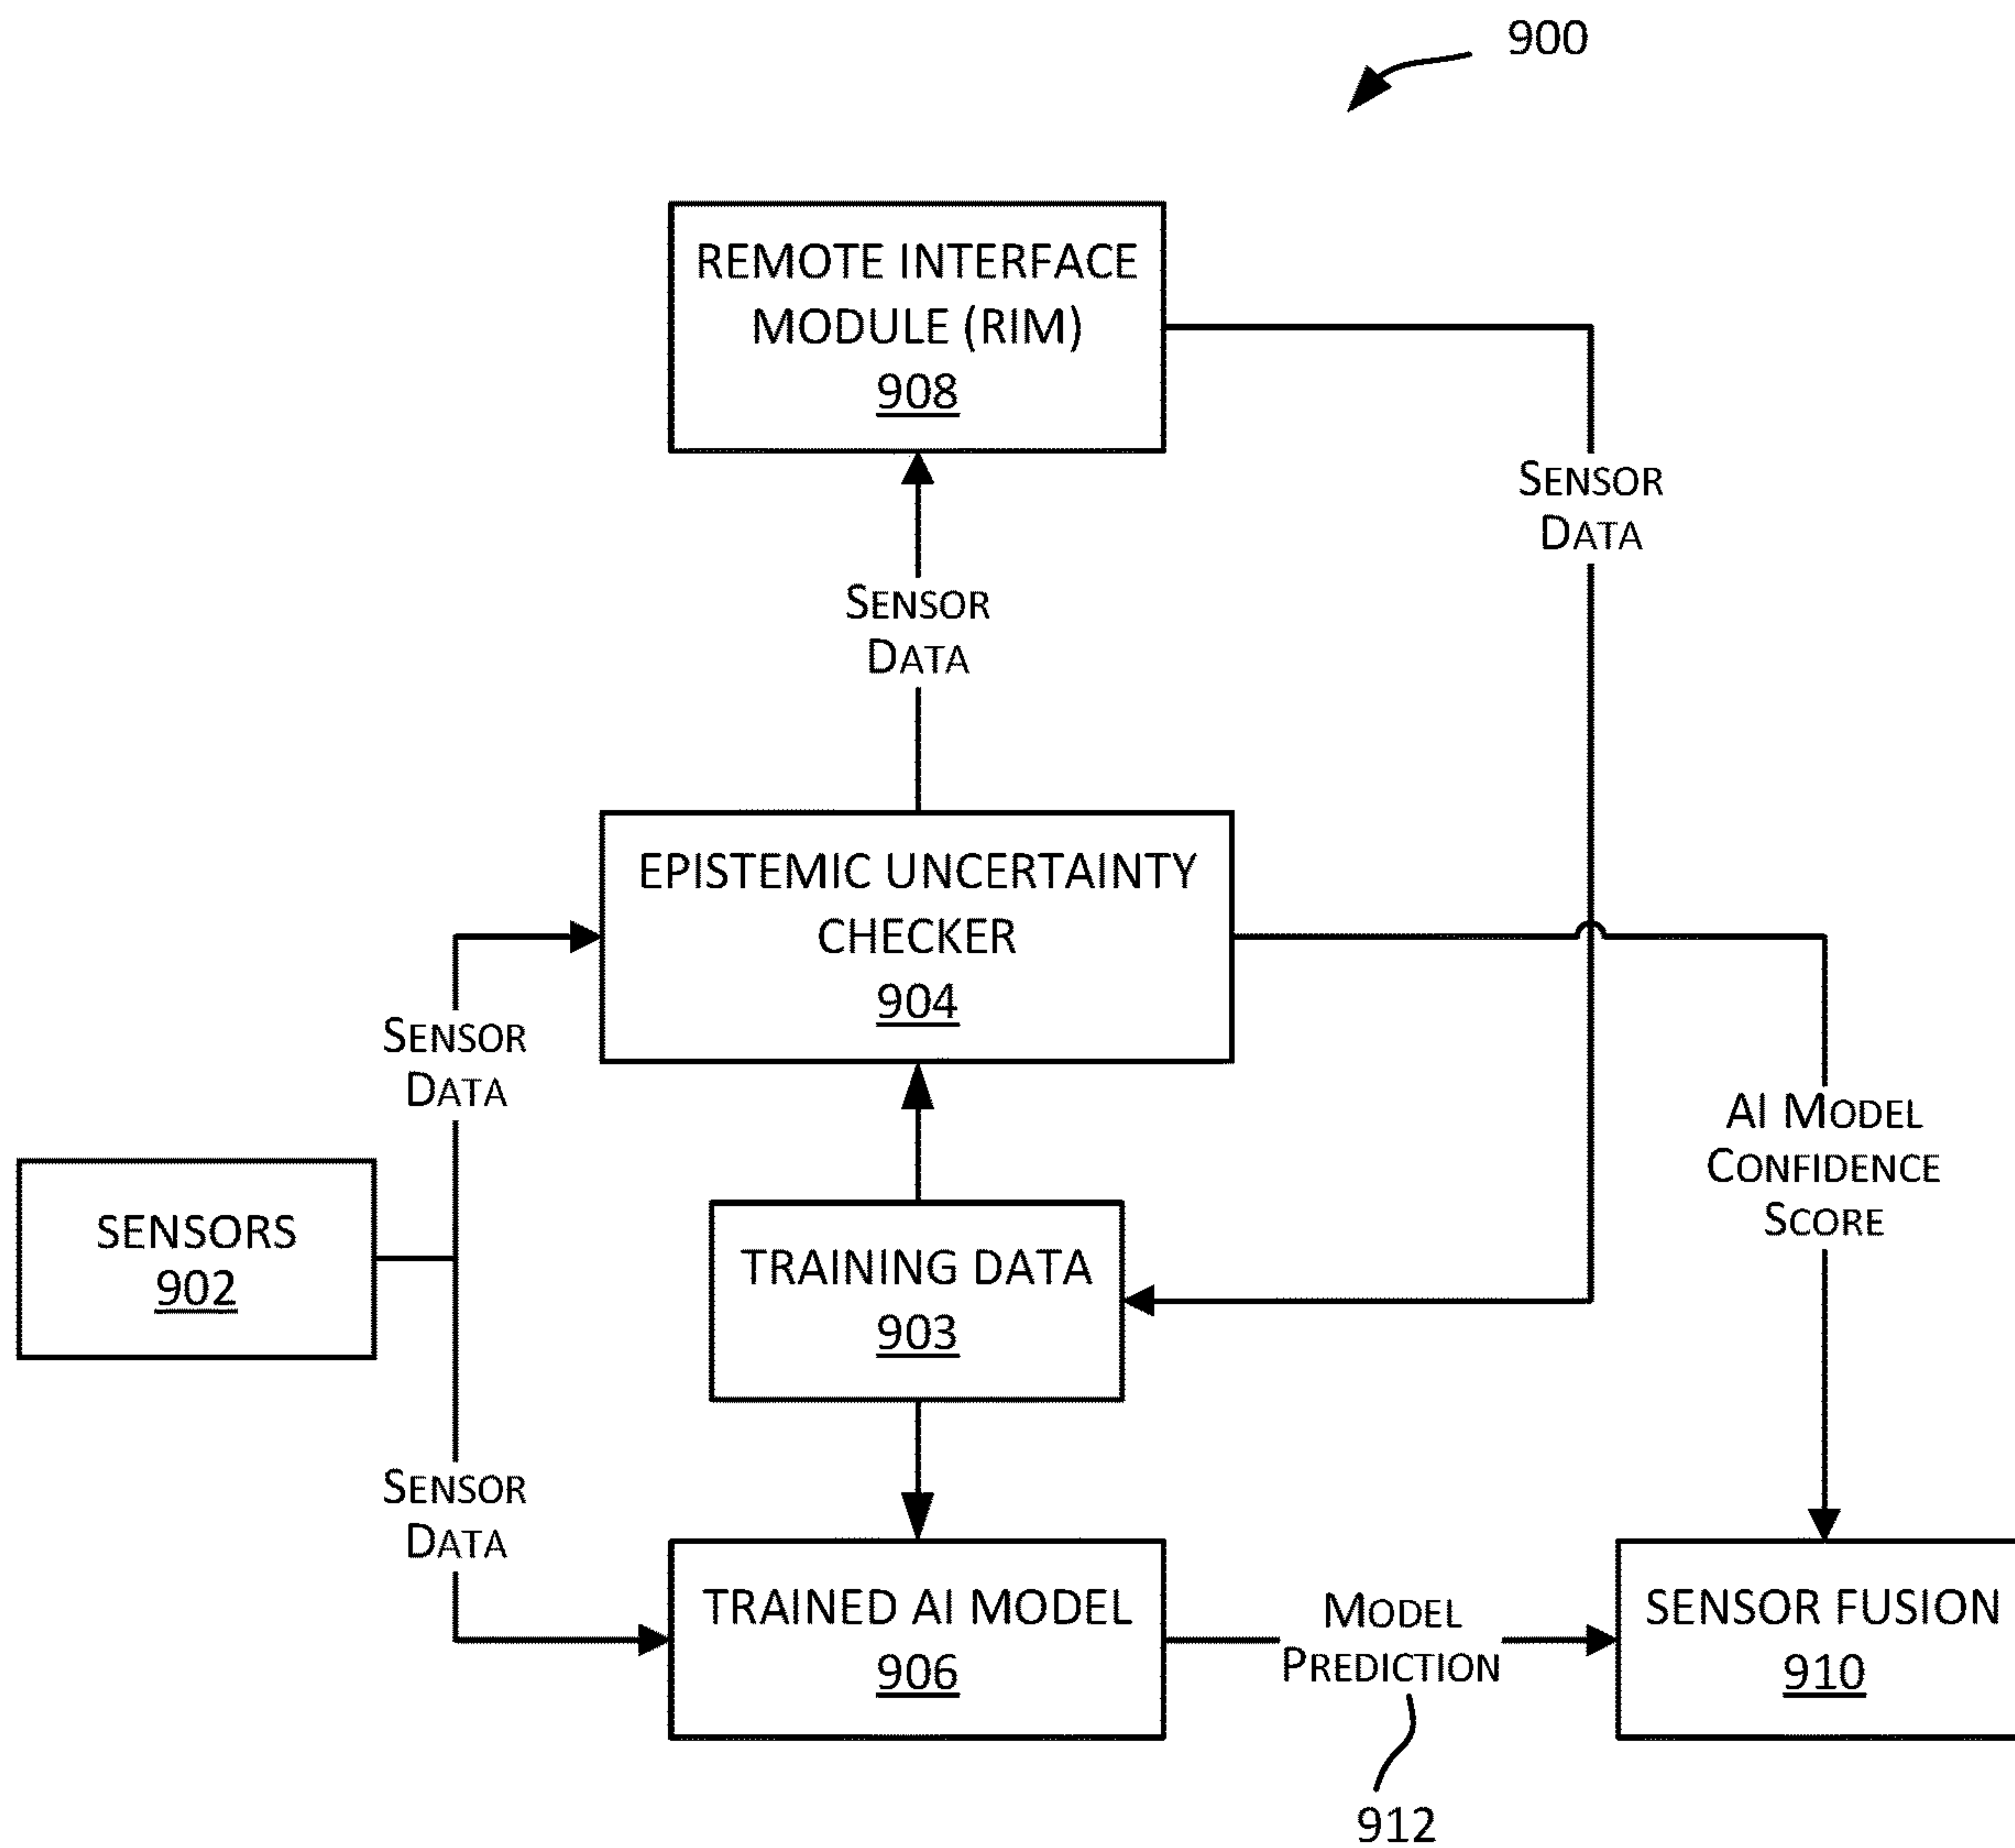 900
REMOTE INTERFACE
MODULE (RIM)
908
SENSOR
DATA
SENSOR
DATA
EPISTEMIC UNCERTAINTY
CHECKER
904
SENSOR
DATA
AI MODEL
CONFIDENCE
SCORE
SENSORS
902
TRAINING DATA
903
SENSOR
DATA
TRAINED AI MODEL
906
MODEL
PREDICTION
SENSOR FUSION
910
912